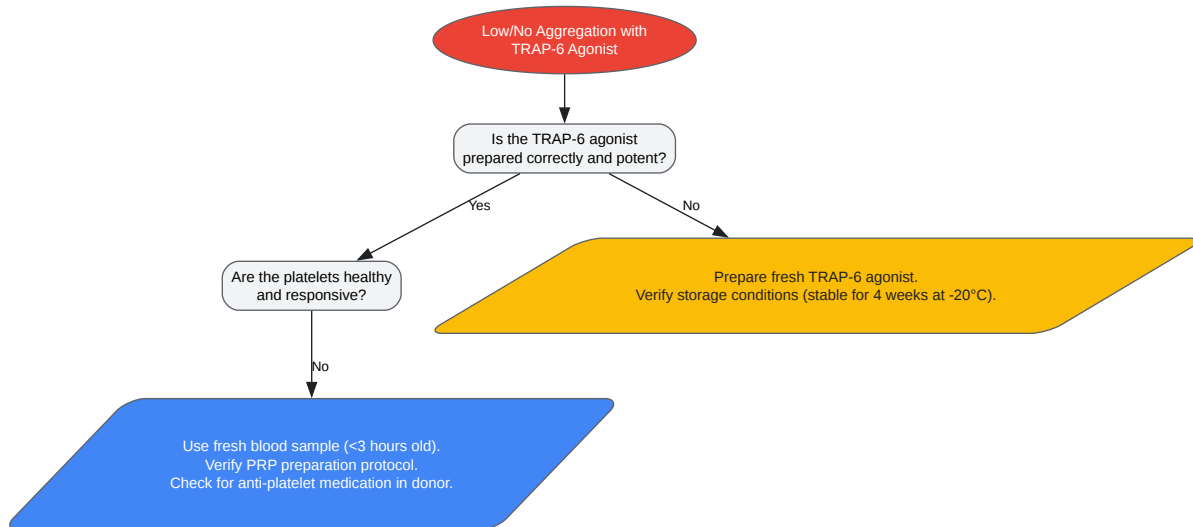 Low/No Aggregation with
TRAP-6 Agonist
Is the TRAP-6 agonist
prepared correctly and potent?
Yes
No
Are the platelets healthy
and responsive?
Prepare fresh TRAP-6 agonist.
Verify storage conditions (stable for 4 weeks at -20°C).
No
Use fresh blood sample (<3 hours old).
Verify PRP preparation protocol.
Check for anti-platelet medication in donor.